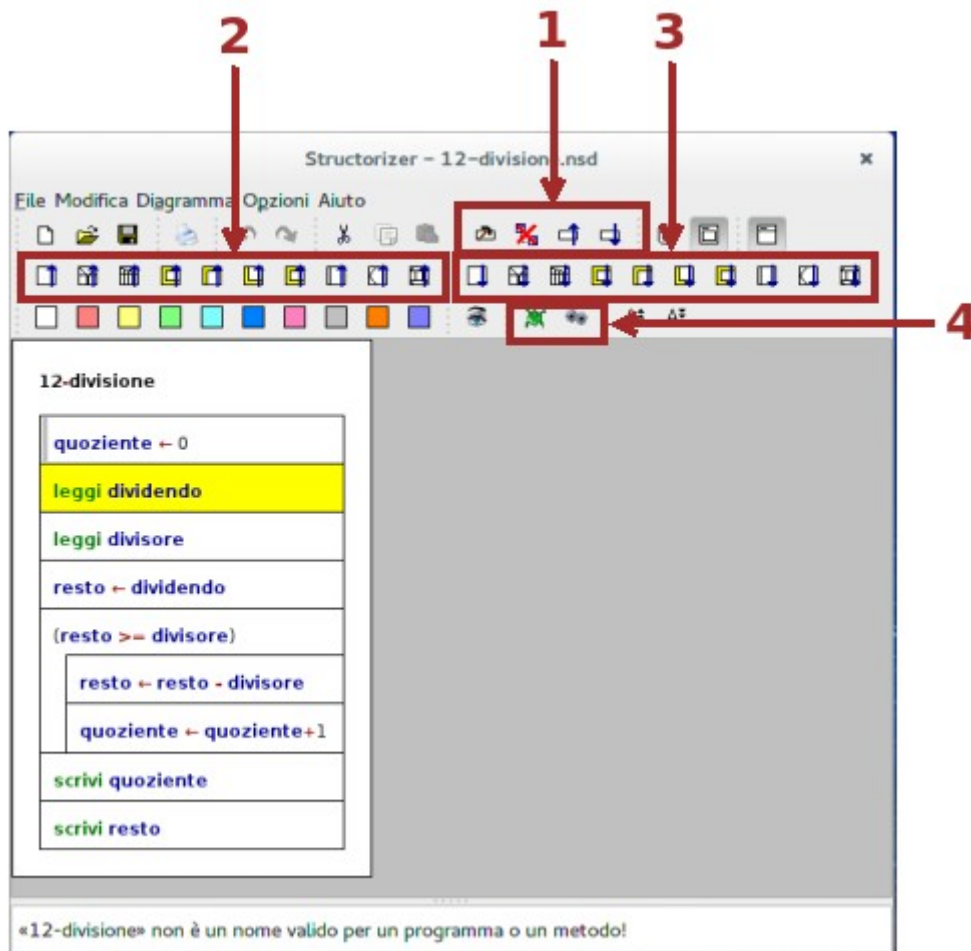 2
1
3
Structorizer – 12-divisione.nsd
File Modifica Diagramma Opzioni Aiuto
4
12-divisione
quoziente ← 0
leggi dividendo
leggi divisore
resto ← dividendo
(resto >= divisore)
resto ← resto - divisore
quoziente ← quoziente+1
scrivi quoziente
scrivi resto
«12-divisione» non è un nome valido per un programma o un metodo!